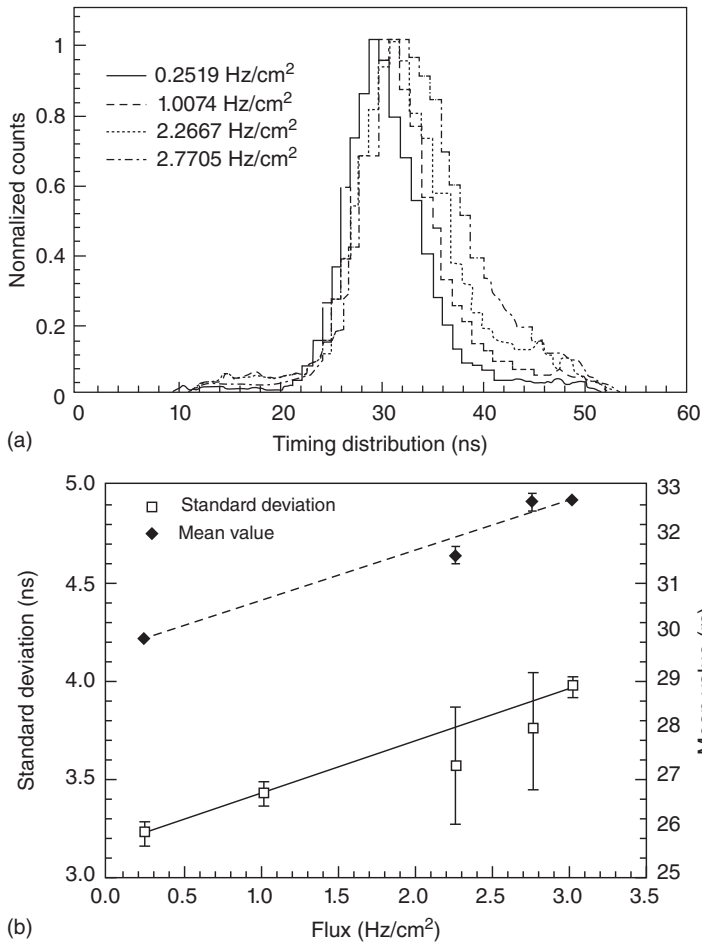 Nonnalized counts
1
0.8
0.6
0.4
0.2
0
0.2519 Hz/cm²
1.0074 Hz/cm²
2.2667 Hz/cm²
2.7705 Hz/cm²
0 10 20 30 40 50 60
Timing distribution (ns)
(a)
Standard deviation (ns)
5.0
4.5
4.0
3.5
3.0
Standard deviation
Mean value
33
32
31
30
29
28
27
26
25
Mean value
0.0 0.5 1.0 1.5 2.0 2.5 3.0 3.5
Flux (Hz/cm²)
(b)